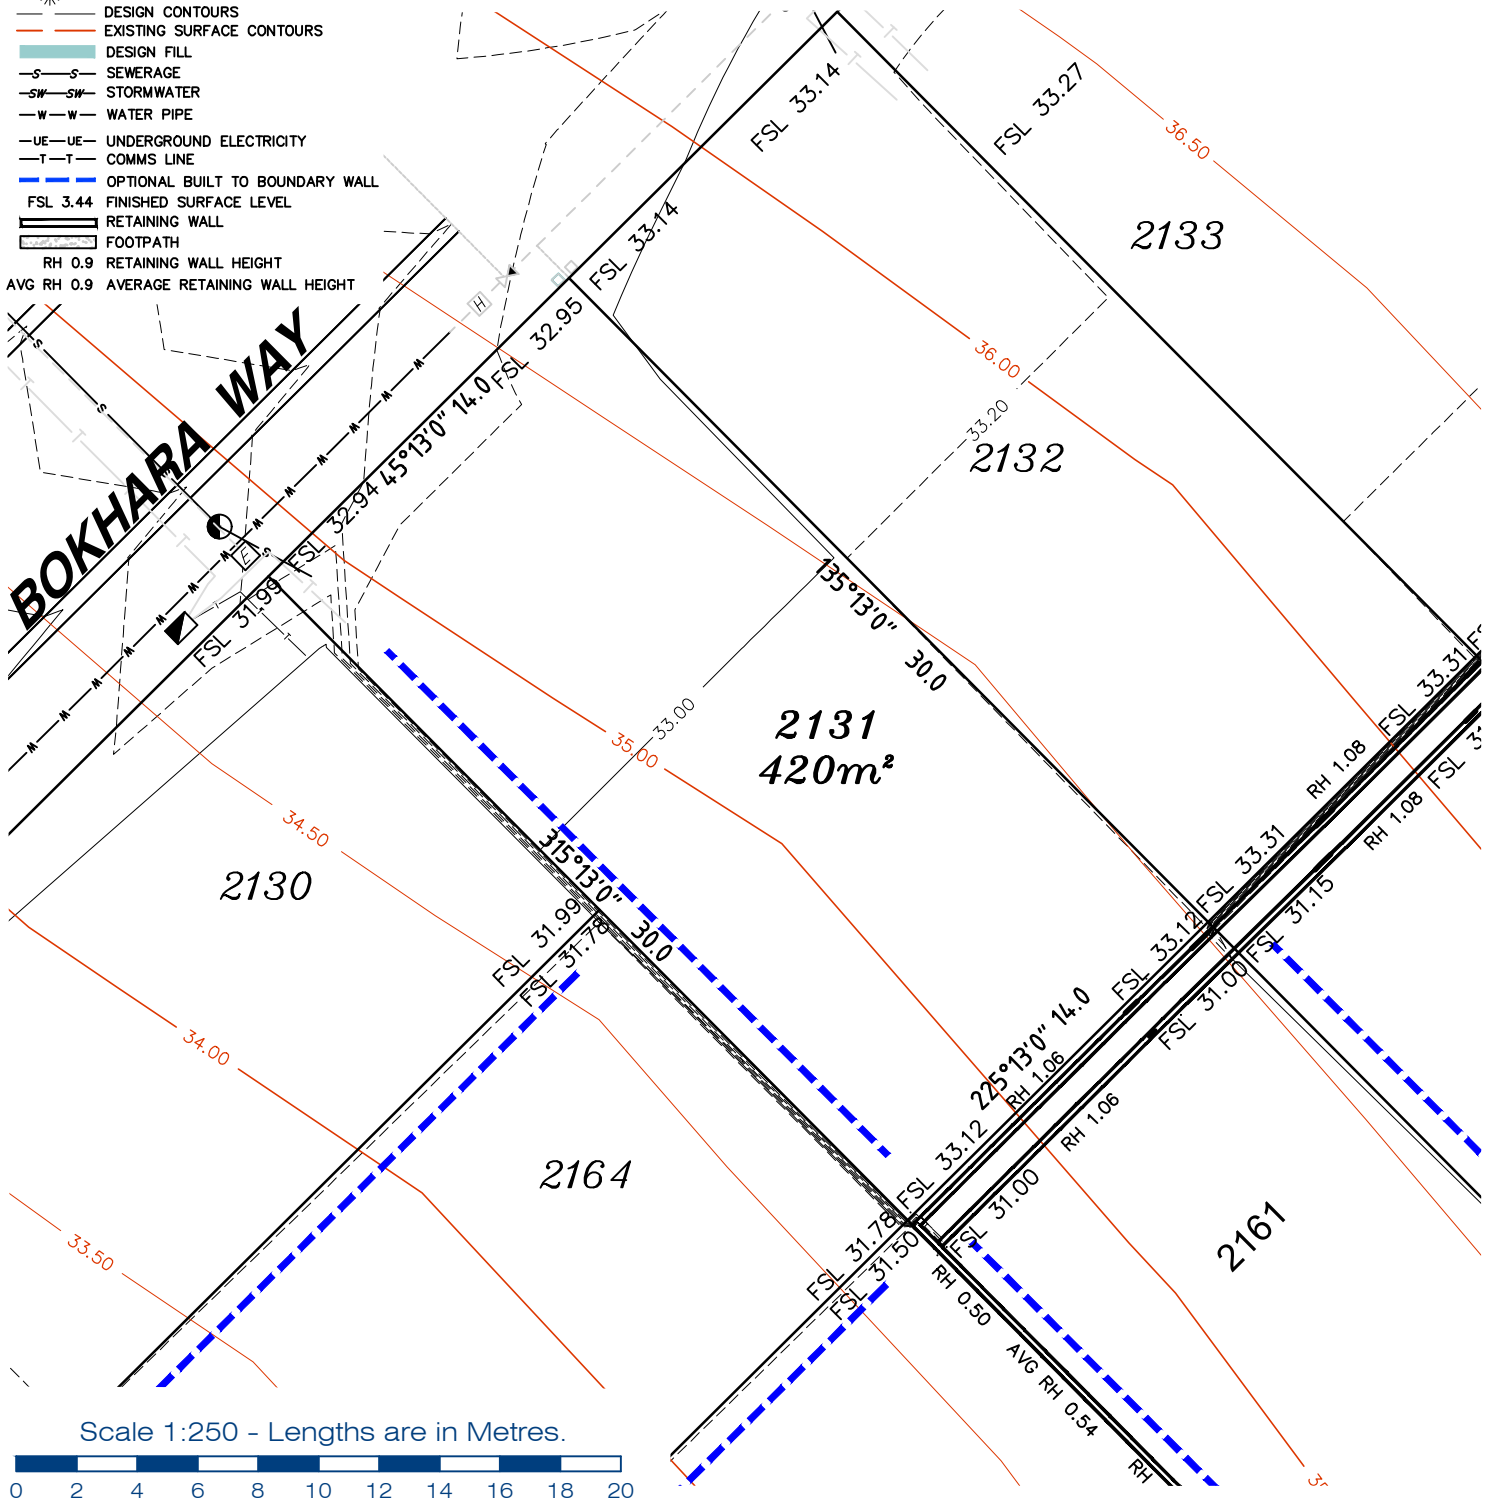 DESIGN CONTOURS
EXISTING SURFACE CONTOURS
DESIGN FILL
S S SEWERAGE
SW SW STORMWATER
W W WATER PIPE
UE UE UNDERGROUND ELECTRICITY
T T COMMS LINE
OPTIONAL BUILT TO BOUNDARY WALL
FSL 3.44 FINISHED SURFACE LEVEL
RETAINING WALL
FOOTPATH
RH 0.9 RETAINING WALL HEIGHT
AVG RH 0.9 AVERAGE RETAINING WALL HEIGHT
BOKHARA WAY
FSL 33.14
FSL 33.27
36.50
2133
FSL 33.14
H
FSL 32.95
36.00
33.20
2132
45°13'0" 14.0
FSL 32.94
E
FSL 31.99
135°13'0"
30.0
33.00
35.00
2131
420m²
FSL 33.31
RH 1.08
RH 1.08
FSL
34.50
2130
315°13'0"
30.0
FSL 33.31
FSL 31.15
FSL 31.99
FSL 31.78
FSL 33.12
FSL 31.00
34.00
225°13'0" 14.0
RH 1.06
RH 1.06
FSL 33.12
FSL 31.00
2164
FSL 31.78
FSL 31.50
2161
33.50
RH 0.50
AVG RH 0.54
RH
Scale 1:250 - Lengths are in Metres.
0 2 4 6 8 10 12 14 16 18 20